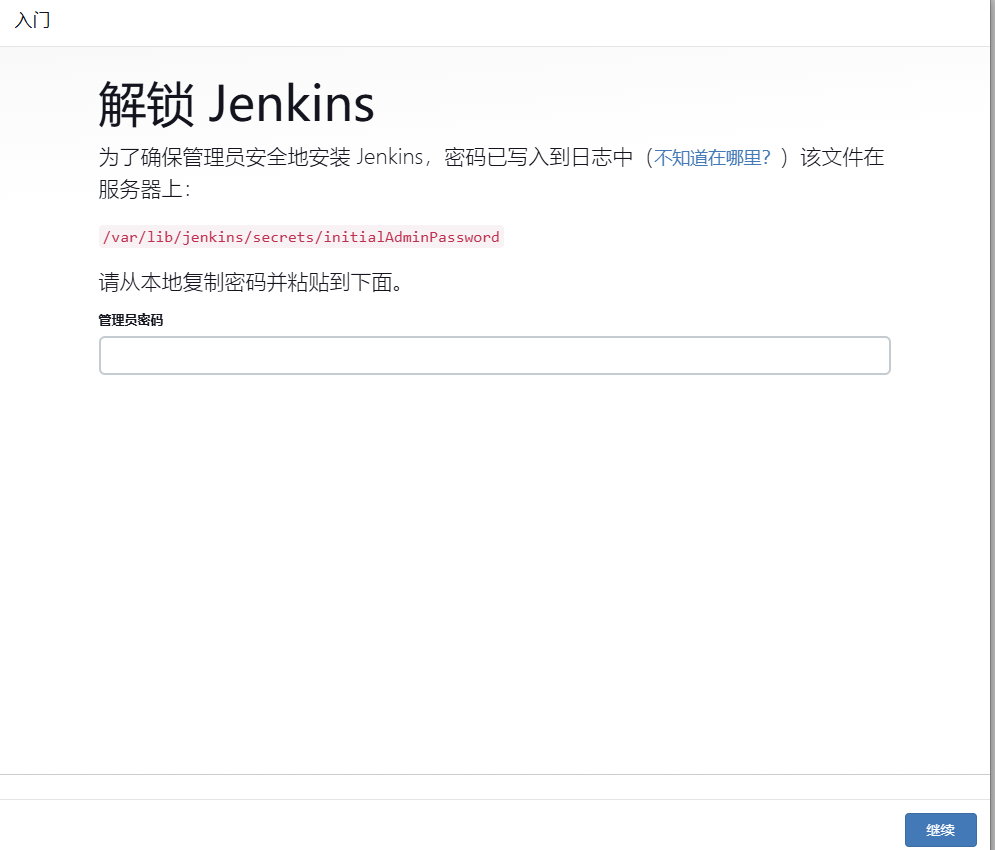 入门
解锁 Jenkins
为了确保管理员安全地安装 Jenkins，密码已写入到日志中（不知道在哪里？）该文件在
服务器上：
/var/lib/jenkins/secrets/initialAdminPassword
请从本地复制密码并粘贴到下面。
管理员密码
继续